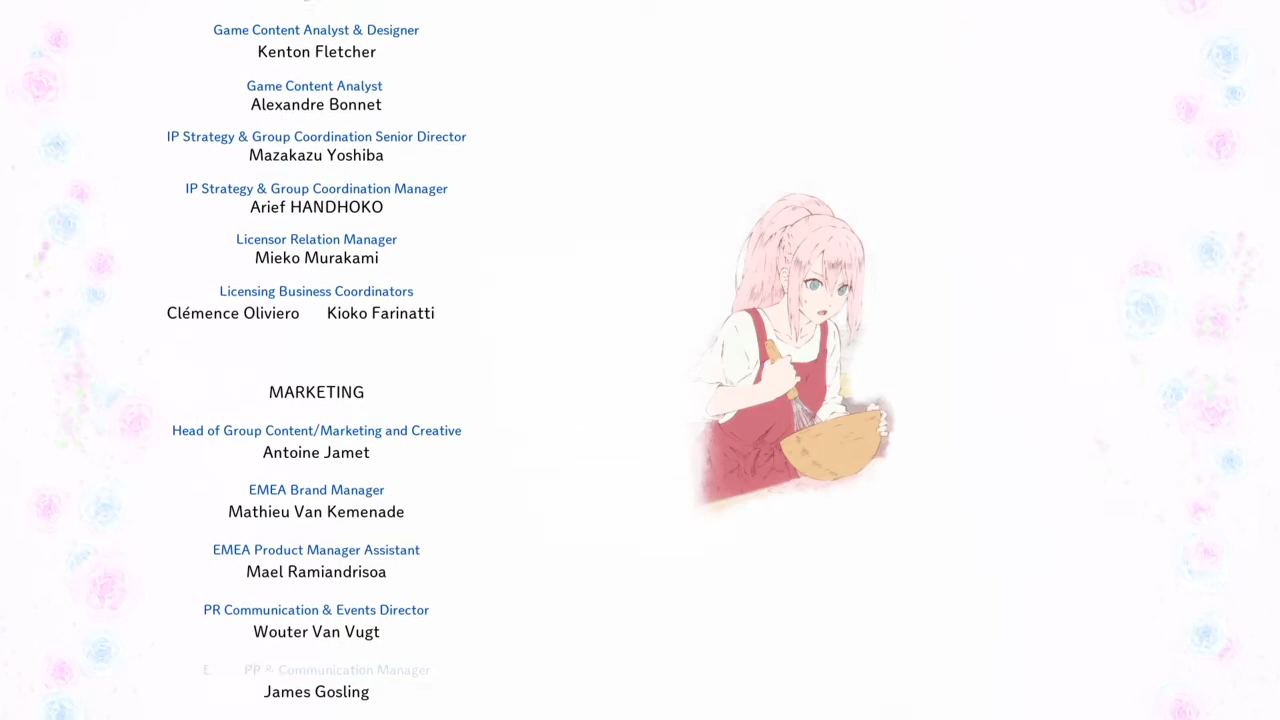 Game Content Analyst & Designer
Kenton Fletcher
Game Content Analyst
Alexandre Bonnet
IP Strategy & Group Coordination Senior Director
Mazakazu Yoshiba
IP Strategy & Group Coordination Manager
Arief HANDHOKO
Licensor Relation Manager
Mieko Murakami
Licensing Business Coordinators
Clémence Oliviero Kioko Farinatti
MARKETING
Head of Group Content/Marketing and Creative
Antoine Jamet
EMEA Brand Manager
Mathieu Van Kemenade
EMEA Product Manager Assistant
Mael Ramiandrisoa
PR Communication & Events Director
Wouter Van Vugt
PR & Communication Manager
James Gosling